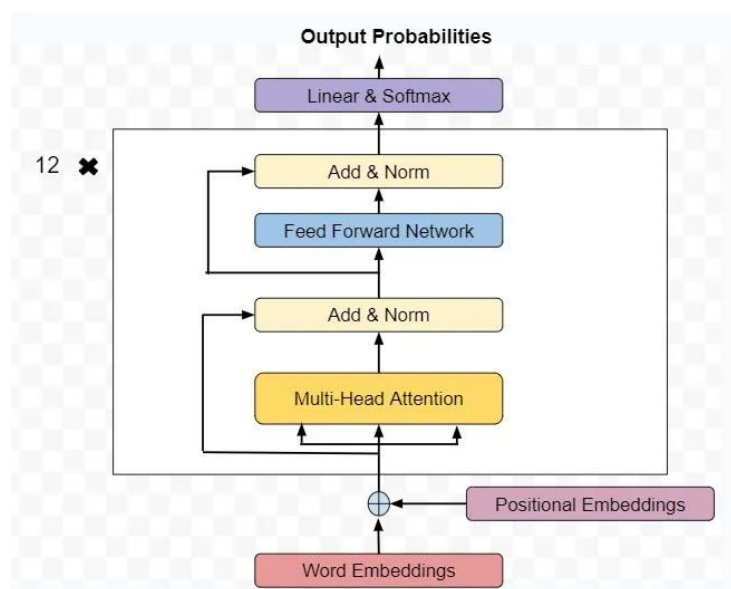 Output Probabilities
Linear & Softmax
12 ✖
Add & Norm
Feed Forward Network
Add & Norm
Multi-Head Attention
Positional Embeddings
Word Embeddings